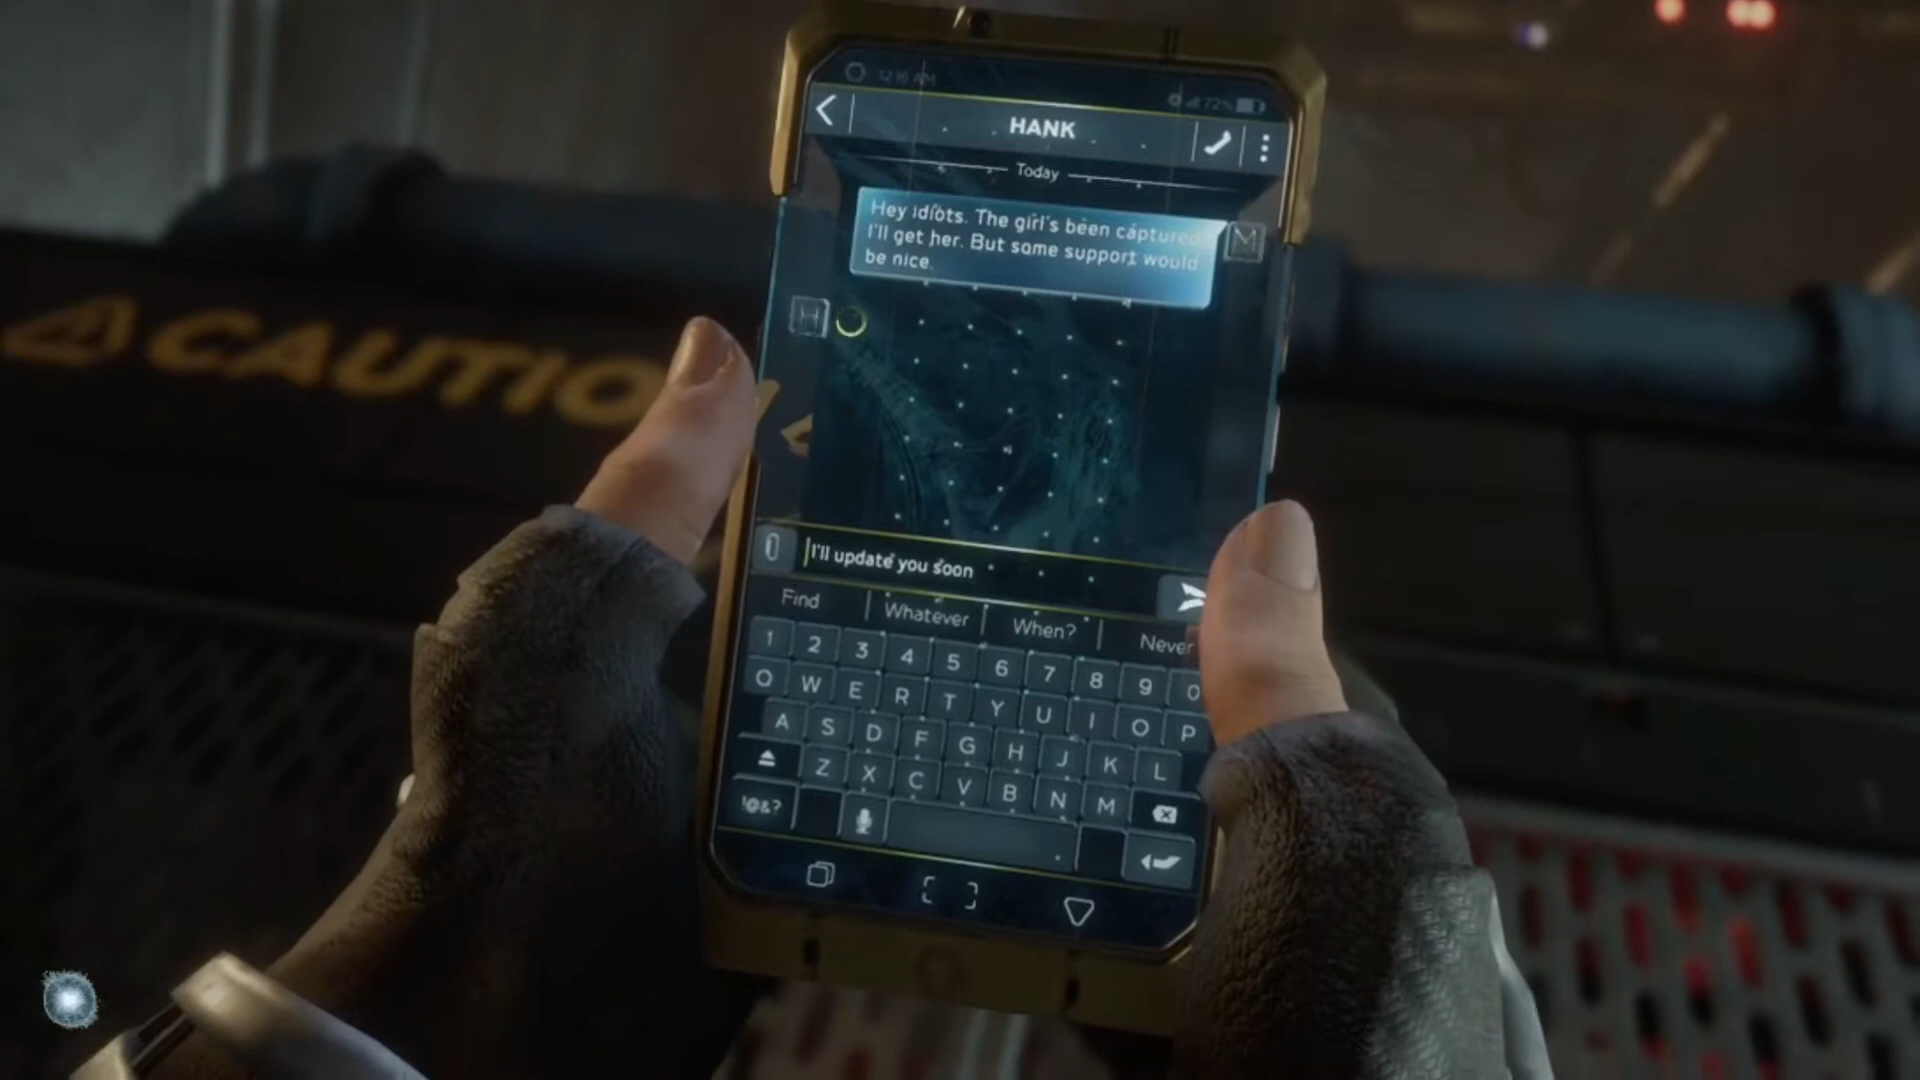 12:16 AM
72%
HANK
Today
Hey idiots. The girl's been captured
I'll get her. But some support would
be nice.
M
H
CAUTIO
I'll update you soon
Find Whatever When? Never
1 2 3 4 5 6 7 8 9 0
Q W E R T Y U I O P
A S D F G H J K L
Z X C V B N M
!@&?